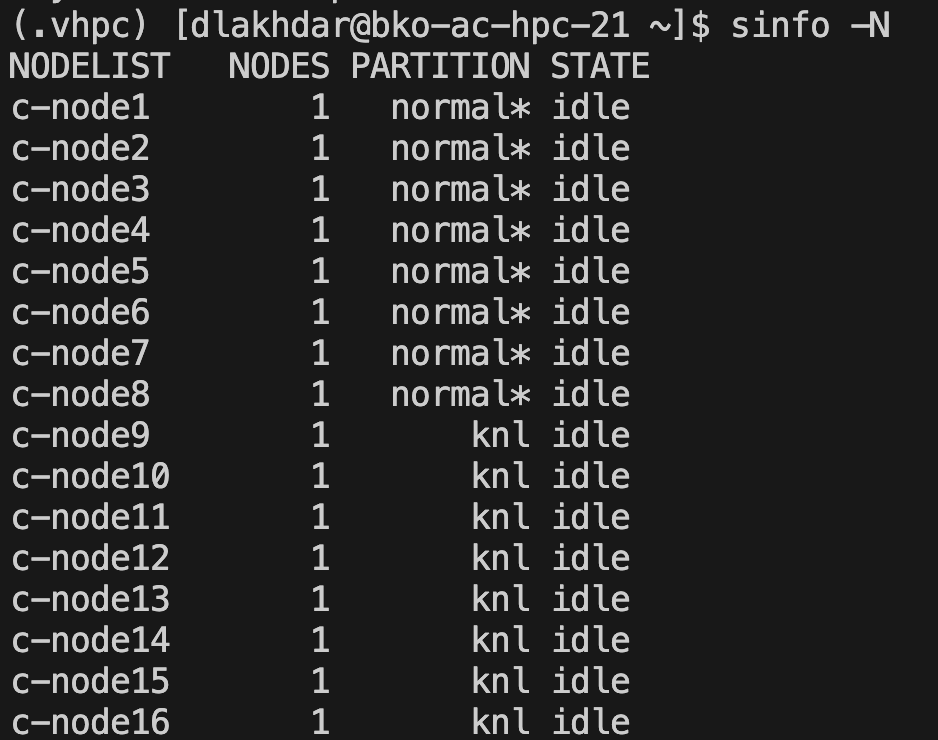 (.vhpc) [dlakhdar@bko-ac-hpc-21 ~]$ sinfo -N
NODELIST   NODES PARTITION STATE
c-node1        1   normal* idle
c-node2        1   normal* idle
c-node3        1   normal* idle
c-node4        1   normal* idle
c-node5        1   normal* idle
c-node6        1   normal* idle
c-node7        1   normal* idle
c-node8        1   normal* idle
c-node9        1       knl idle
c-node10       1       knl idle
c-node11       1       knl idle
c-node12       1       knl idle
c-node13       1       knl idle
c-node14       1       knl idle
c-node15       1       knl idle
c-node16       1       knl idle